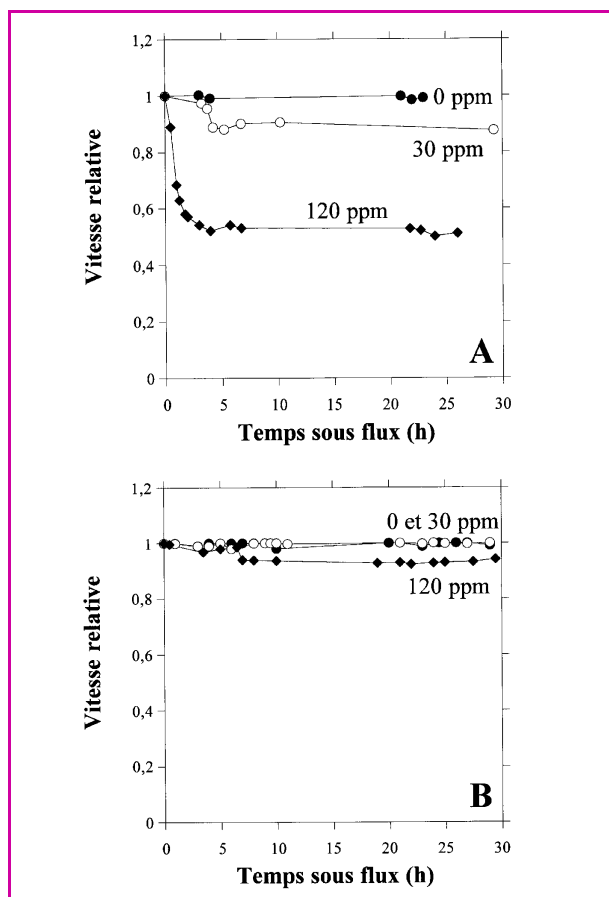 1,2
1
0,8
0,6
0,4
0,2
0
Vitesse relative
0 ppm
30 ppm
120 ppm
A
0 5 10 15 20 25 30
Temps sous flux (h)
1,2
1
0,8
0,6
0,4
0,2
0
Vitesse relative
0 et 30 ppm
120 ppm
B
0 5 10 15 20 25 30
Temps sous flux (h)